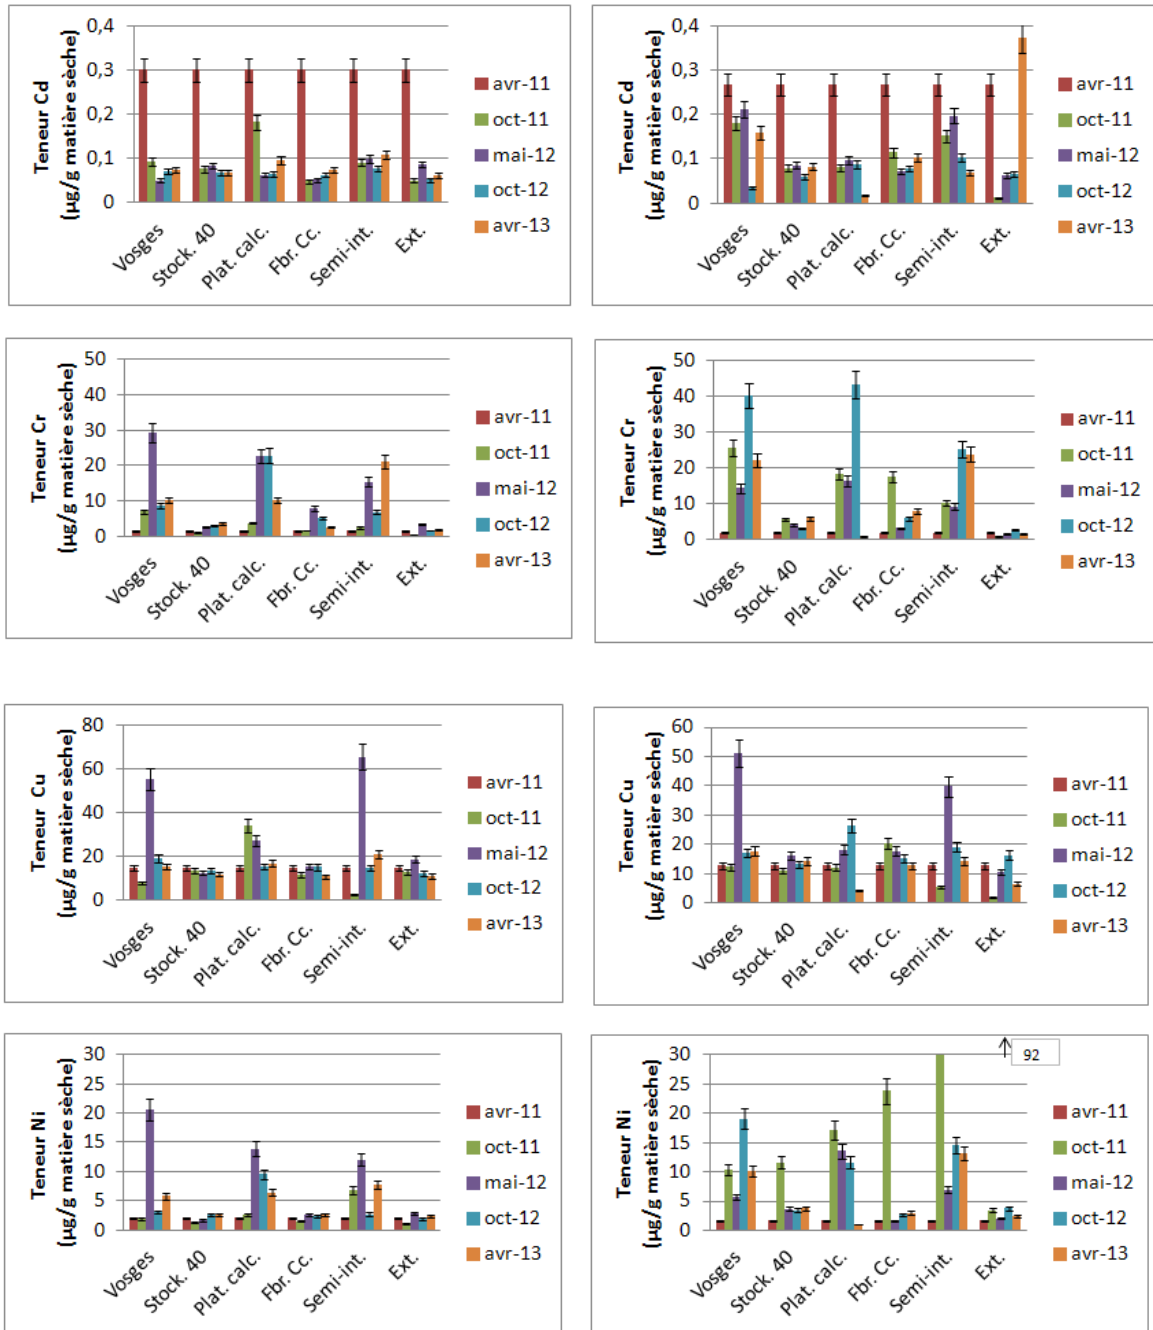 Teneur Cd
(µg/g matière sèche)
0,4
0,3
0,2
0,1
0
Vosges
Stock. 40
Plat. calc.
Fbr. Cc.
Semi-int.
Ext.
avr-11
oct-11
mai-12
oct-12
avr-13
Teneur Cd
(µg/g matière sèche)
0,4
0,3
0,2
0,1
0
Vosges
Stock. 40
Plat. calc.
Fbr. Cc.
Semi-int.
Ext.
avr-11
oct-11
mai-12
oct-12
avr-13
Teneur Cr
(µg/g matière sèche)
50
40
30
20
10
0
Vosges
Stock. 40
Plat. calc.
Fbr. Cc.
Semi-int.
Ext.
avr-11
oct-11
mai-12
oct-12
avr-13
Teneur Cr
(µg/g matière sèche)
50
40
30
20
10
0
Vosges
Stock. 40
Plat. calc.
Fbr. Cc.
Semi-int.
Ext.
avr-11
oct-11
mai-12
oct-12
avr-13
Teneur Cu
(µg/g matière sèche)
80
60
40
20
0
Vosges
Stock. 40
Plat. calc.
Fbr. Cc.
Semi-int.
Ext.
avr-11
oct-11
mai-12
oct-12
avr-13
Teneur Cu
(µg/g matière sèche)
60
50
40
30
20
10
0
Vosges
Stock. 40
Plat. calc.
Fbr. Cc.
Semi-int.
Ext.
avr-11
oct-11
mai-12
oct-12
avr-13
Teneur Ni
(µg/g matière sèche)
30
25
20
15
10
5
0
Vosges
Stock. 40
Plat. calc.
Fbr. Cc.
Semi-int.
Ext.
avr-11
oct-11
mai-12
oct-12
avr-13
Teneur Ni
(µg/g matière sèche)
30
25
20
15
10
5
0
92
Vosges
Stock. 40
Plat. calc.
Fbr. Cc.
Semi-int.
Ext.
avr-11
oct-11
mai-12
oct-12
avr-13